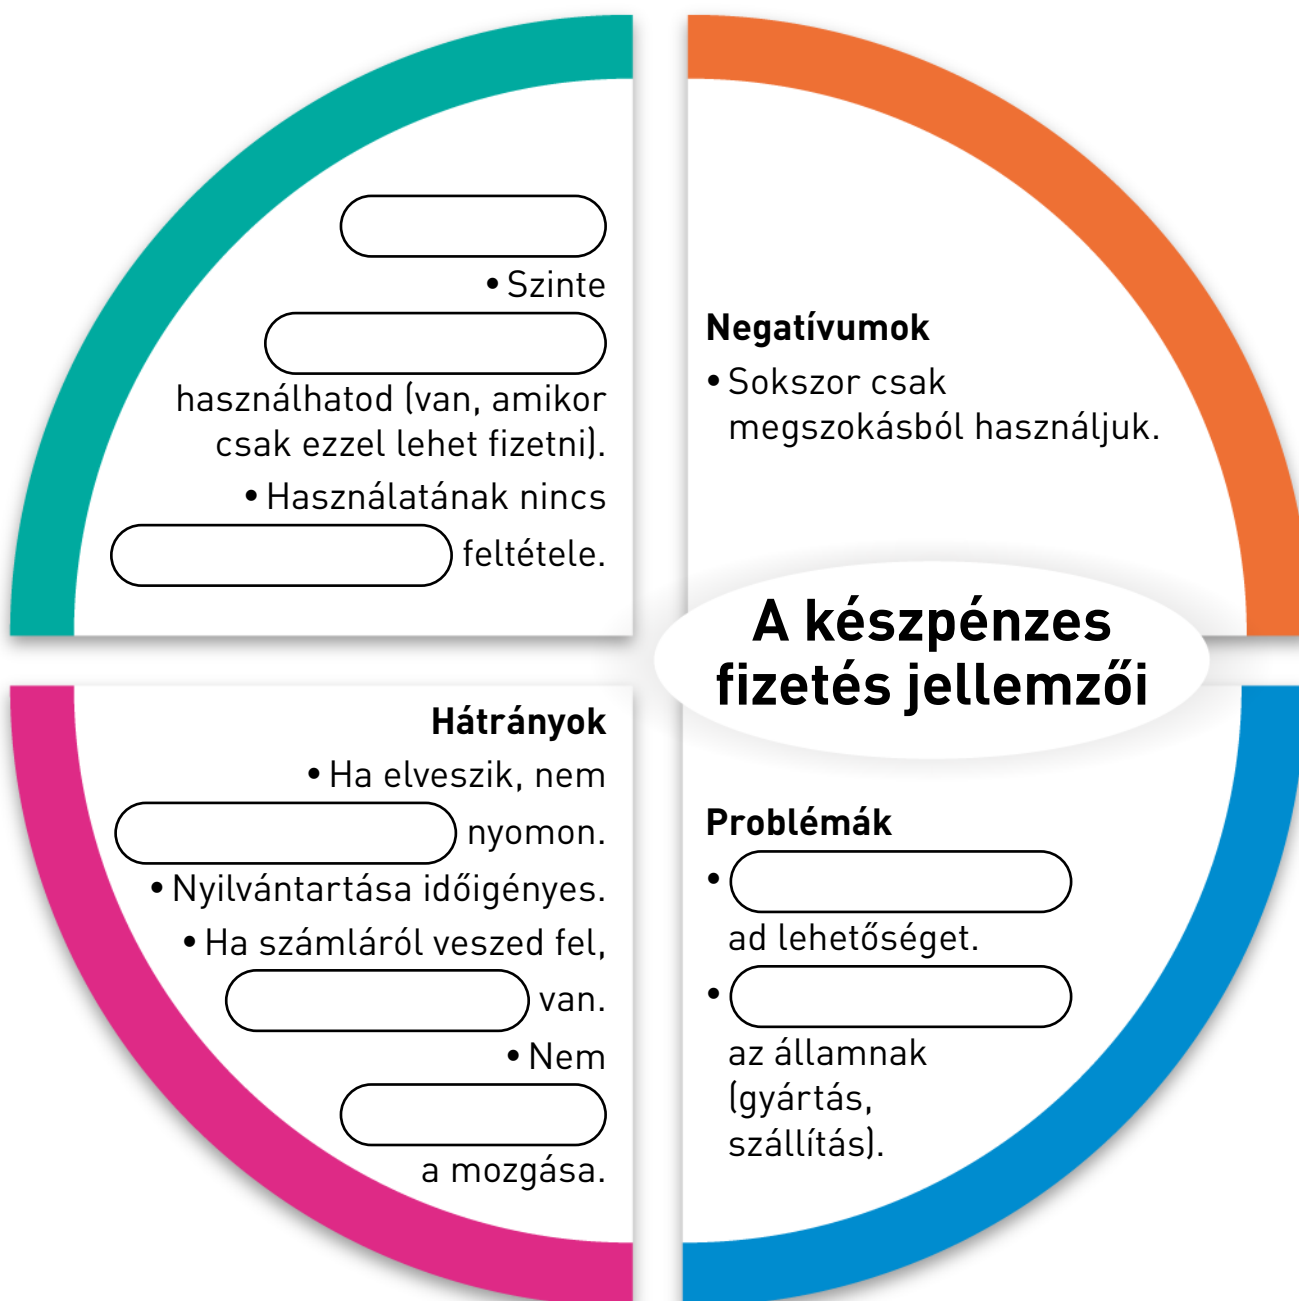 • Szinte
használhatod (van, amikor
csak ezzel lehet fizetni).
• Használatának nincs
feltétele.
Negatívumok
• Sokszor csak
megszokásból használjuk.
A készpénzes
fizetés jellemzői
Hátrányok
• Ha elveszik, nem
nyomon.
• Nyilvántartása időigényes.
• Ha számláról veszed fel,
van.
• Nem
a mozgása.
Problémák
•
ad lehetőséget.
•
az államnak
(gyártás,
szállítás).